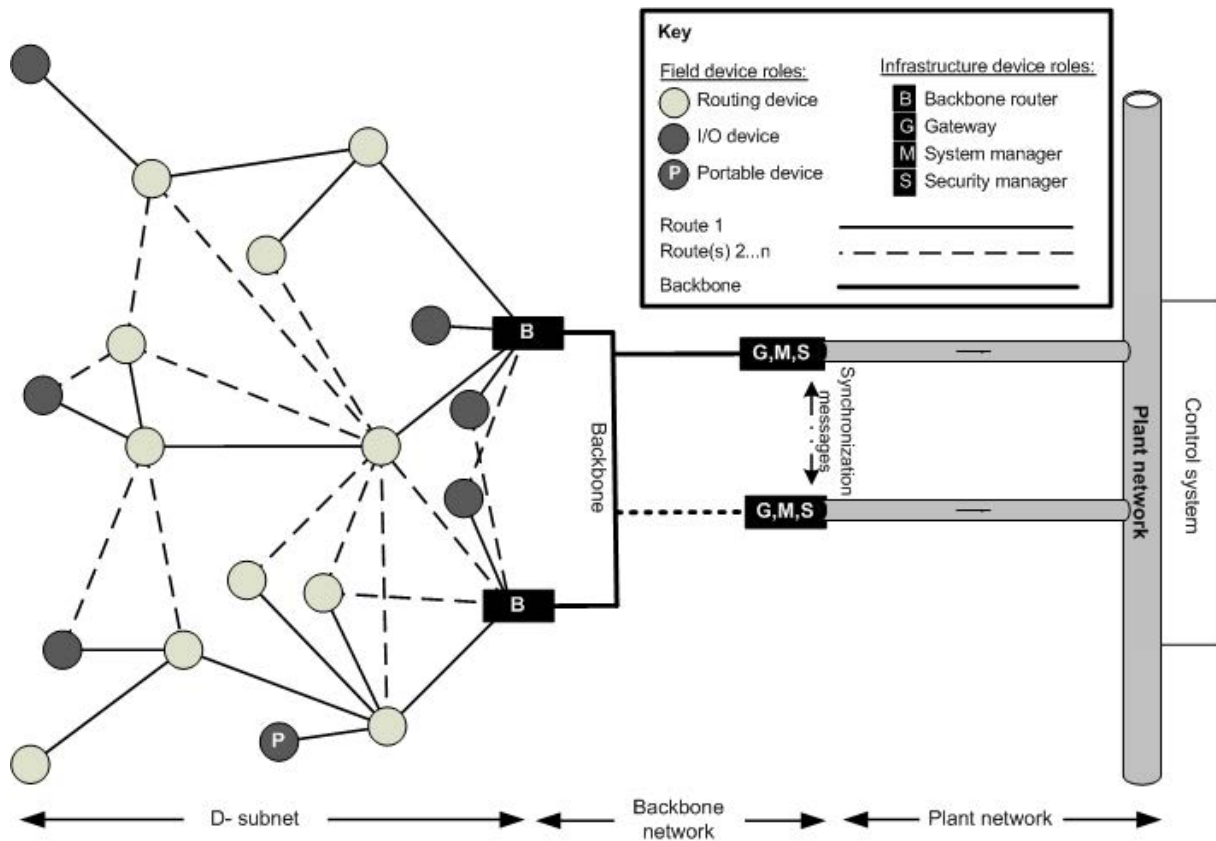 Key
Field device roles:
Routing device
I/O device
P Portable device
Infrastructure device roles:
B Backbone router
G Gateway
M System manager
S Security manager
Route 1
Route(s) 2...n
Backbone
B
B
P
Backbone
G,M,S
G,M,S
Synchronization
messages
Plant network
Control system
D- subnet
Backbone
network
Plant network